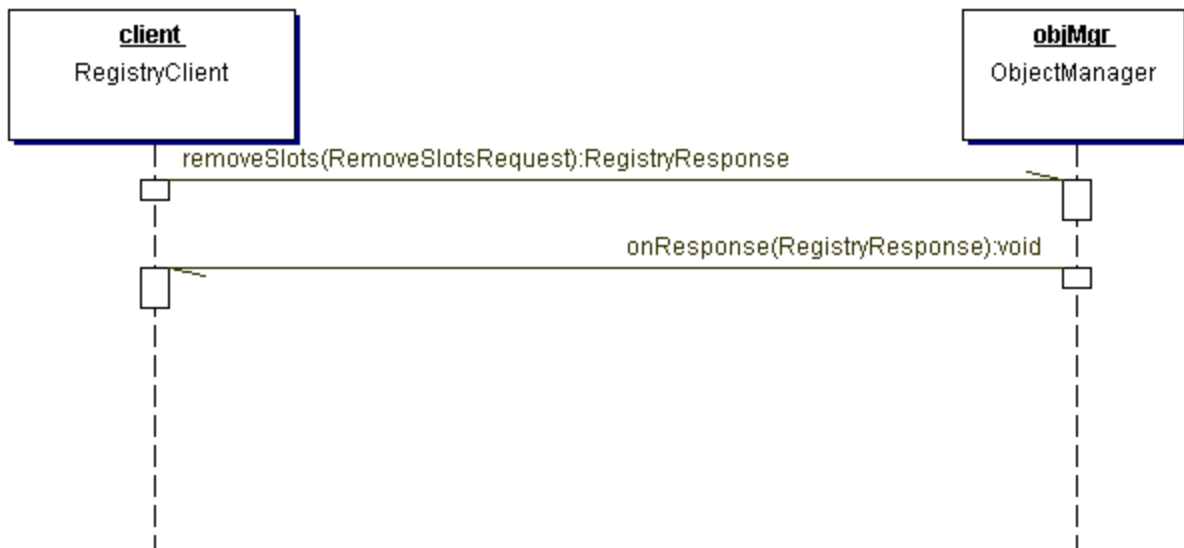 client
RegistryClient
objMgr
ObjectManager
removeSlots(RemoveSlotsRequest):RegistryResponse
onResponse(RegistryResponse):void